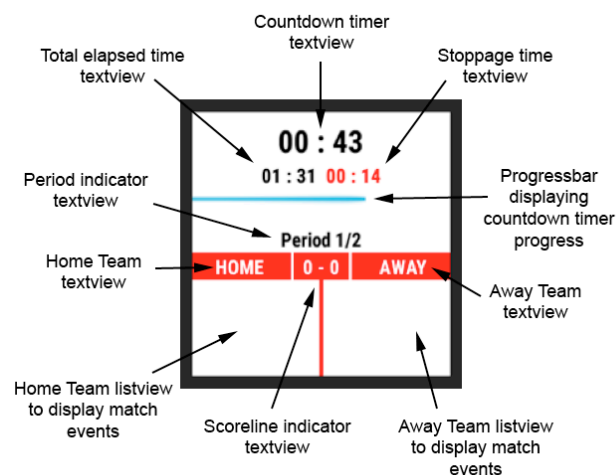 Countdown timer
textview
Total elapsed time
textview
Stoppage time
textview
00 : 43
01 : 31 00 : 14
Period indicator
textview
Progressbar
displaying
countdown timer
progress
Period 1/2
Home Team
textview
HOME 0 - 0 AWAY
Away Team
textview
Home Team listview
to display match
events
Scoreline indicator
textview
Away Team listview
to display match
events